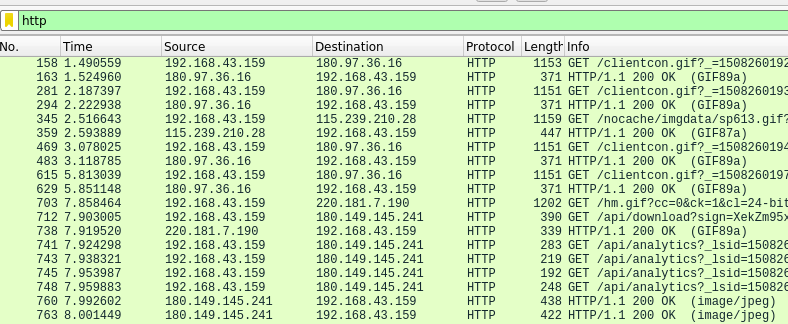 http
No. Time Source Destination Protocol Length Info
158 1.490559 192.168.43.159 180.97.36.16 HTTP 1153 GET /clientcon.gif?_=1508260192
163 1.524960 180.97.36.16 192.168.43.159 HTTP 371 HTTP/1.1 200 OK (GIF89a)
281 2.187397 192.168.43.159 180.97.36.16 HTTP 1151 GET /clientcon.gif?_=1508260193
294 2.222938 180.97.36.16 192.168.43.159 HTTP 371 HTTP/1.1 200 OK (GIF89a)
345 2.516643 192.168.43.159 115.239.210.28 HTTP 1159 GET /nocache/imgdata/sp613.gif?
359 2.593889 115.239.210.28 192.168.43.159 HTTP 447 HTTP/1.1 200 OK (GIF87a)
469 3.078025 192.168.43.159 180.97.36.16 HTTP 1151 GET /clientcon.gif?_=1508260194
483 3.118785 180.97.36.16 192.168.43.159 HTTP 371 HTTP/1.1 200 OK (GIF89a)
615 5.813039 192.168.43.159 180.97.36.16 HTTP 1151 GET /clientcon.gif?_=1508260197
629 5.851148 180.97.36.16 192.168.43.159 HTTP 371 HTTP/1.1 200 OK (GIF89a)
703 7.858464 192.168.43.159 220.181.7.190 HTTP 1202 GET /hm.gif?cc=0&ck=1&cl=24-bit
712 7.903005 192.168.43.159 180.149.145.241 HTTP 390 GET /api/download?sign=XekZm95x
738 7.919520 220.181.7.190 192.168.43.159 HTTP 339 HTTP/1.1 200 OK (GIF89a)
741 7.924298 192.168.43.159 180.149.145.241 HTTP 283 GET /api/analytics?_lsid=150826
743 7.938321 192.168.43.159 180.149.145.241 HTTP 219 GET /api/analytics?_lsid=150826
745 7.953987 192.168.43.159 180.149.145.241 HTTP 192 GET /api/analytics?_lsid=150826
748 7.959883 192.168.43.159 180.149.145.241 HTTP 248 GET /api/analytics?_lsid=150826
760 7.992602 180.149.145.241 192.168.43.159 HTTP 438 HTTP/1.1 200 OK (image/jpeg)
763 8.001449 180.149.145.241 192.168.43.159 HTTP 422 HTTP/1.1 200 OK (image/jpeg)